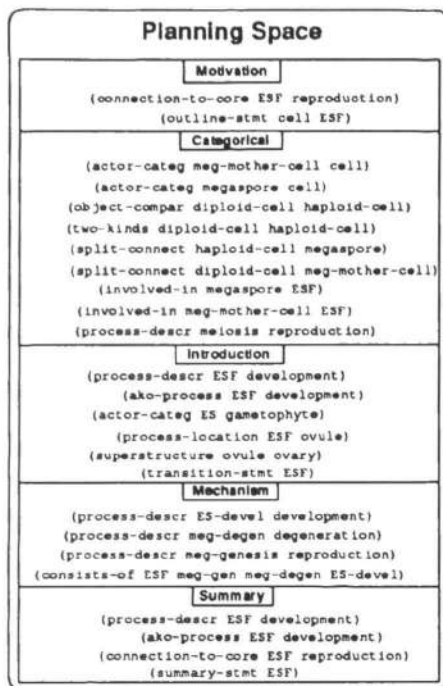 Planning Space
Motivation
(connection-to-core ESF reproduction)
(outline-stmt cell ESF)
Categorical
(actor-categ meg-mother-cell cell)
(actor-categ megaspore cell)
(object-compar diploid-cell haploid-cell)
(two-kinds diploid-cell haploid-cell)
(split-connect haploid-cell megaspore)
(split-connect diploid-cell meg-mother-cell)
(involved-in megaspore ESF)
(involved-in meg-mother-cell ESF)
(process-descr meiosis reproduction)
Introduction
(process-descr ESF development)
(ako-process ESF development)
(actor-categ ES gametophyte)
(process-location ESF ovule)
(superstructure ovule ovary)
(transition-stmt ESF)
Mechanism
(process-descr ES-devel development)
(process-descr meg-degen degeneration)
(process-descr meg-genesis reproduction)
(consists-of ESF meg-gen meg-degen ES-devel)
Summary
(process-descr ESF development)
(ako-process ESF development)
(connection-to-core ESF reproduction)
(summary-stmt ESF)